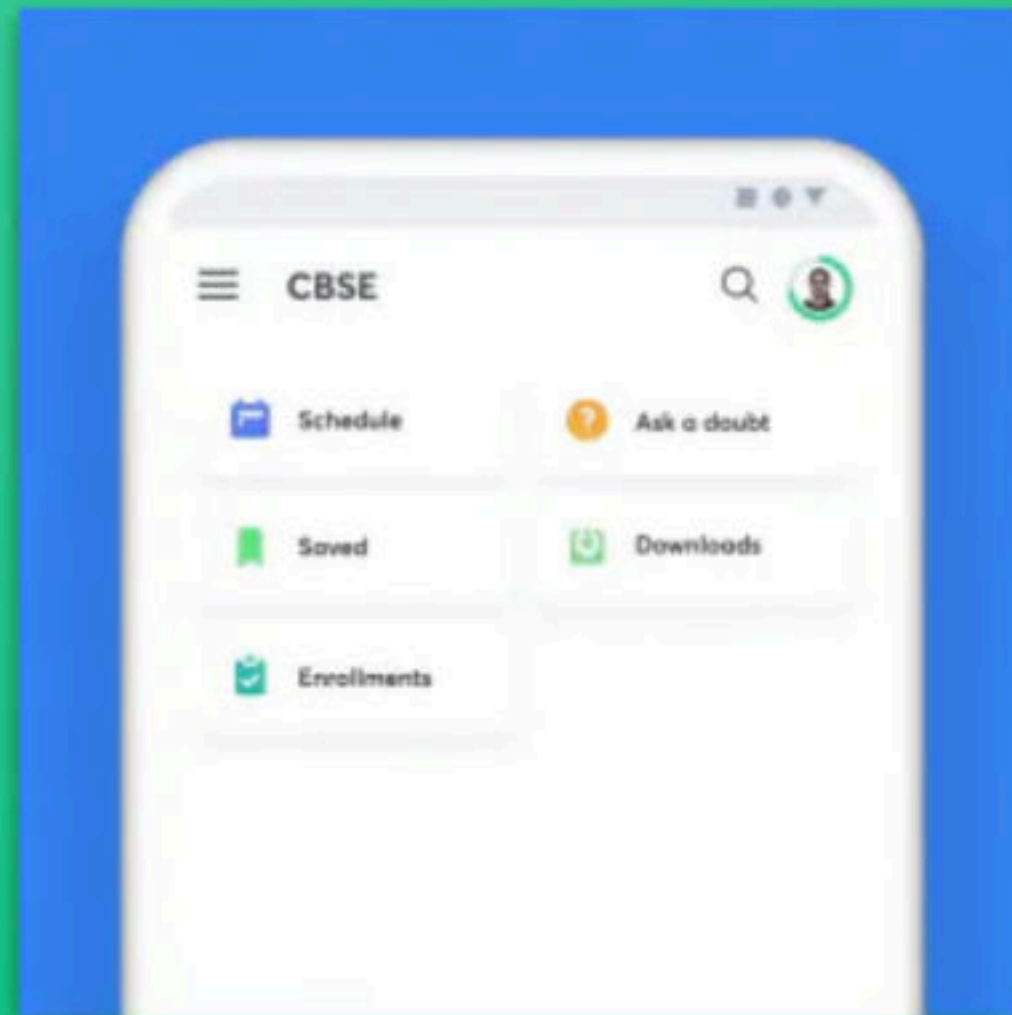 CBSE
Schedule
Ask a doubt
Saved
Downloads
Enrollments